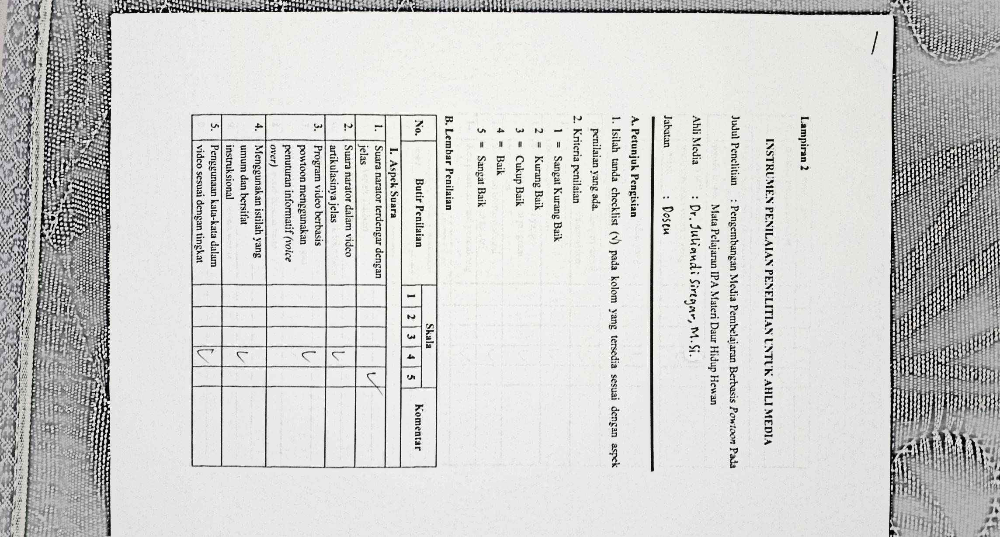 Lampiran 2
INSTRUMEN PENILAIAN PENELITIAN UNTUK AHLI MEDIA
Judul Penelitian : Pengembangan Media Pembelajaran Berbasis Powtoon Pada
Mata Pelajaran IPA Materi Daur Hidup Hewan
Ahli Media : Dr. Juliandi Siregar, M.Si.
Jabatan : Dosen
A. Petunjuk Pengisian
1. Isilah tanda checklist (√) pada kolom yang tersedia sesuai dengan aspek
penilaian yang ada.
2. Kriteria penilaian
1 = Sangat Kurang Baik
2 = Kurang Baik
3 = Cukup Baik
4 = Baik
5 = Sangat Baik
B. Lembar Penilaian
No. Butir Penilaian Skala Komentar
1 2 3 4 5
I. Aspek Suara
1. Suara narator terdengar dengan ✓
jelas
2. Suara narator dalam video ✓
artikulasinya jelas
3. Program video berbasis ✓
powtoon menggunakan
penuturan informatif (voice
over)
4. Menggunakan istilah yang ✓
umum dan bersifat
instruksional
5. Penggunaan kata-kata dalam ✓
video sesuai dengan tingkat